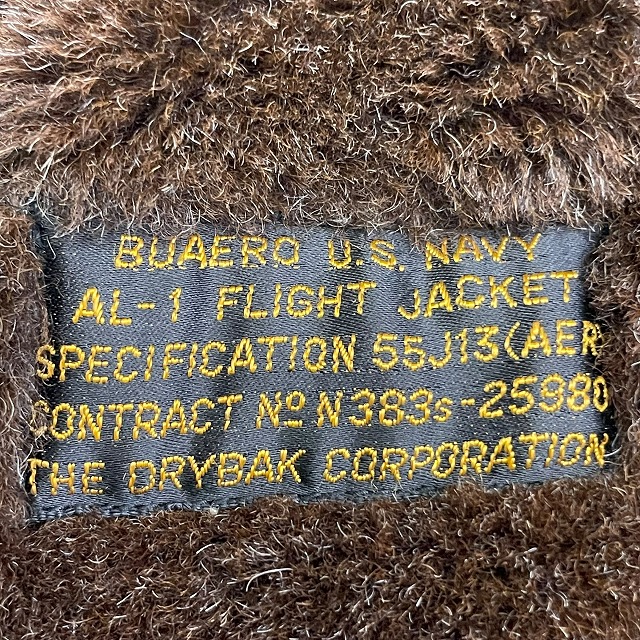 BUAERO U.S. NAVY
AL-1 FLIGHT JACKET
SPECIFICATION 55J13(AER
CONTRACT Nº N383s-25980
THE DRYBAK CORPORATION